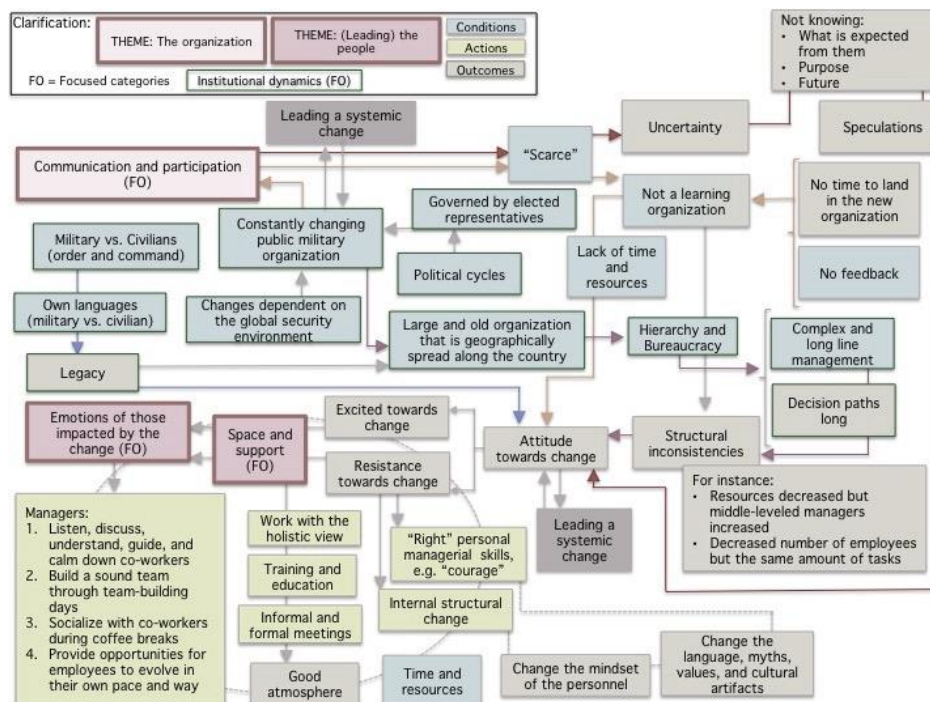 Clarification:
THEME: The organization
THEME: (Leading) the
people
Conditions
Actions
Outcomes
FO = Focused categories
Institutional dynamics (FO)
Not knowing:
• What is expected
from them
• Purpose
• Future
Leading a systemic
change
Uncertainty
Speculations
Communication and participation
(FO)
"Scarce"
Not a learning
organization
No time to land
in the new
organization
Governed by elected
representatives
Constantly changing
public military
organization
Military vs. Civilians
(order and command)
Lack of time
and
resources
No feedback
Political cycles
Own languages
(military vs. civilian)
Changes dependent on
the global security
environment
Large and old organization
that is geographically
spread along the country
Hierarchy and
Bureaucracy
Complex and
long line
management
Legacy
Decision paths
long
Emotions of those
impacted by the
change (FO)
Space and
support (FO)
Excited towards
change
Attitude
towards change
Structural
inconsistencies
Resistance
towards change
For instance:
• Resources decreased but
middle-leveled managers
increased
• Decreased number of employees
but the same amount of tasks
Managers:
1. Listen, discuss,
understand, guide, and
calm down co-workers
2. Build a sound team
through team-building
days
3. Socialize with co-workers
during coffee breaks
4. Provide opportunities for
employees to evolve in
their own pace and way
Work with the
holistic view
Training and
education
Informal and
formal meetings
Good
atmosphere
"Right" personal
managerial skills,
e.g. "courage"
Internal structural
change
Leading a
systemic
change
Time and
resources
Change the mindset
of the personnel
Change the
language, myths,
values, and cultural
artifacts